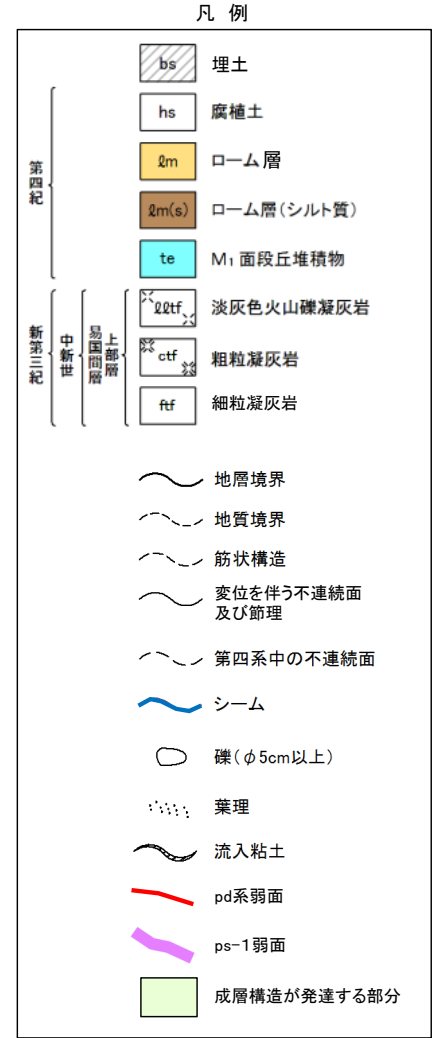 凡 例
bs 埋土
hs 腐植土
ℓm ローム層
ℓm(s) ローム層(シルト質)
te M₁面段丘堆積物
第四紀
ℓℓtf 淡灰色火山礫凝灰岩
ctf 粗粒凝灰岩
ftf 細粒凝灰岩
新第三紀
中新世
易国間層
上部層
地層境界
地質境界
筋状構造
変位を伴う不連続面
及び節理
第四系中の不連続面
シーム
礫(φ5cm以上)
葉理
流入粘土
pd系弱面
ps-1弱面
成層構造が発達する部分